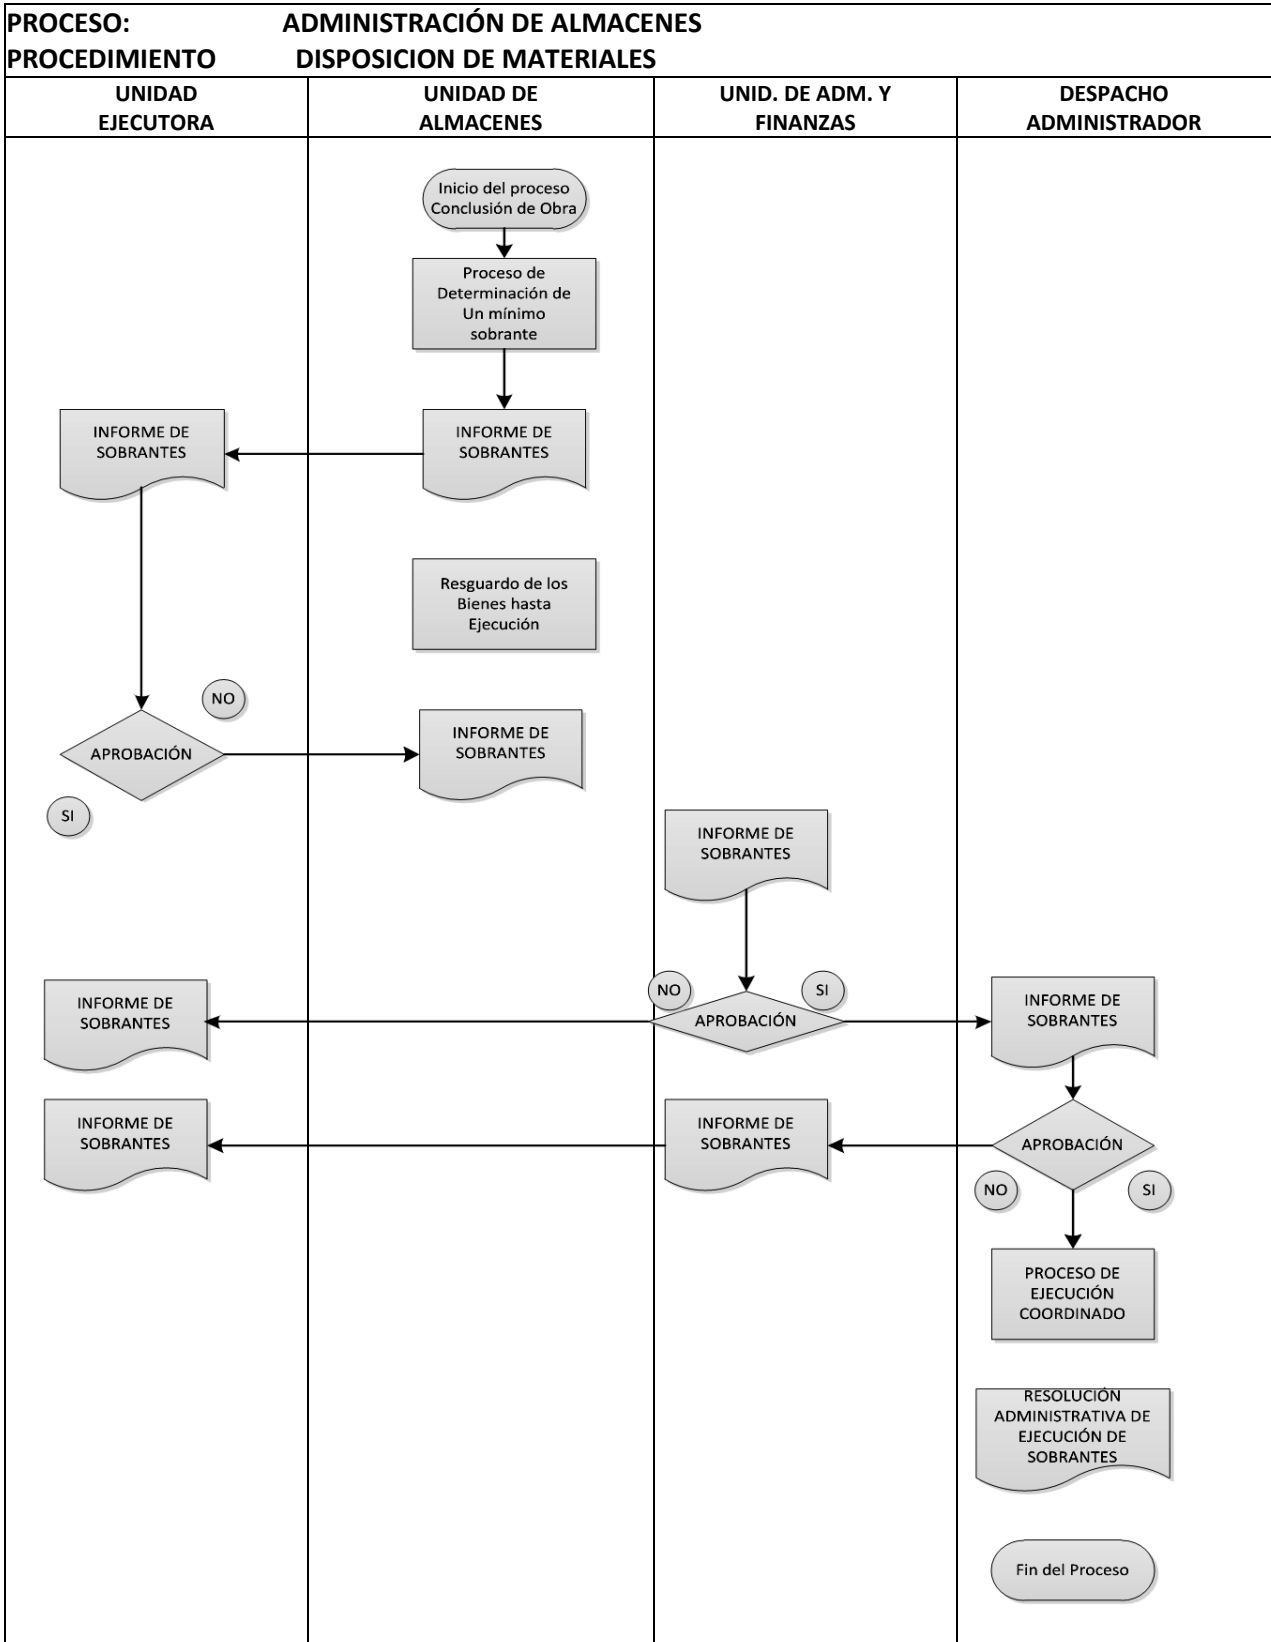 PROCESO: ADMINISTRACIÓN DE ALMACENES
PROCEDIMIENTO DISPOSICION DE MATERIALES
UNIDAD
EJECUTORA
UNIDAD DE
ALMACENES
UNID. DE ADM. Y
FINANZAS
DESPACHO
ADMINISTRADOR
Inicio del proceso
Conclusión de Obra
Proceso de
Determinación de
Un mínimo
sobrante
INFORME DE
SOBRANTES
INFORME DE
SOBRANTES
Resguardo de los
Bienes hasta
Ejecución
NO
APROBACIÓN
SI
INFORME DE
SOBRANTES
INFORME DE
SOBRANTES
NO
APROBACIÓN
SI
INFORME DE
SOBRANTES
INFORME DE
SOBRANTES
INFORME DE
SOBRANTES
INFORME DE
SOBRANTES
APROBACIÓN
NO
SI
PROCESO DE
EJECUCIÓN
COORDINADO
RESOLUCIÓN
ADMINISTRATIVA DE
EJECUCIÓN DE
SOBRANTES
Fin del Proceso